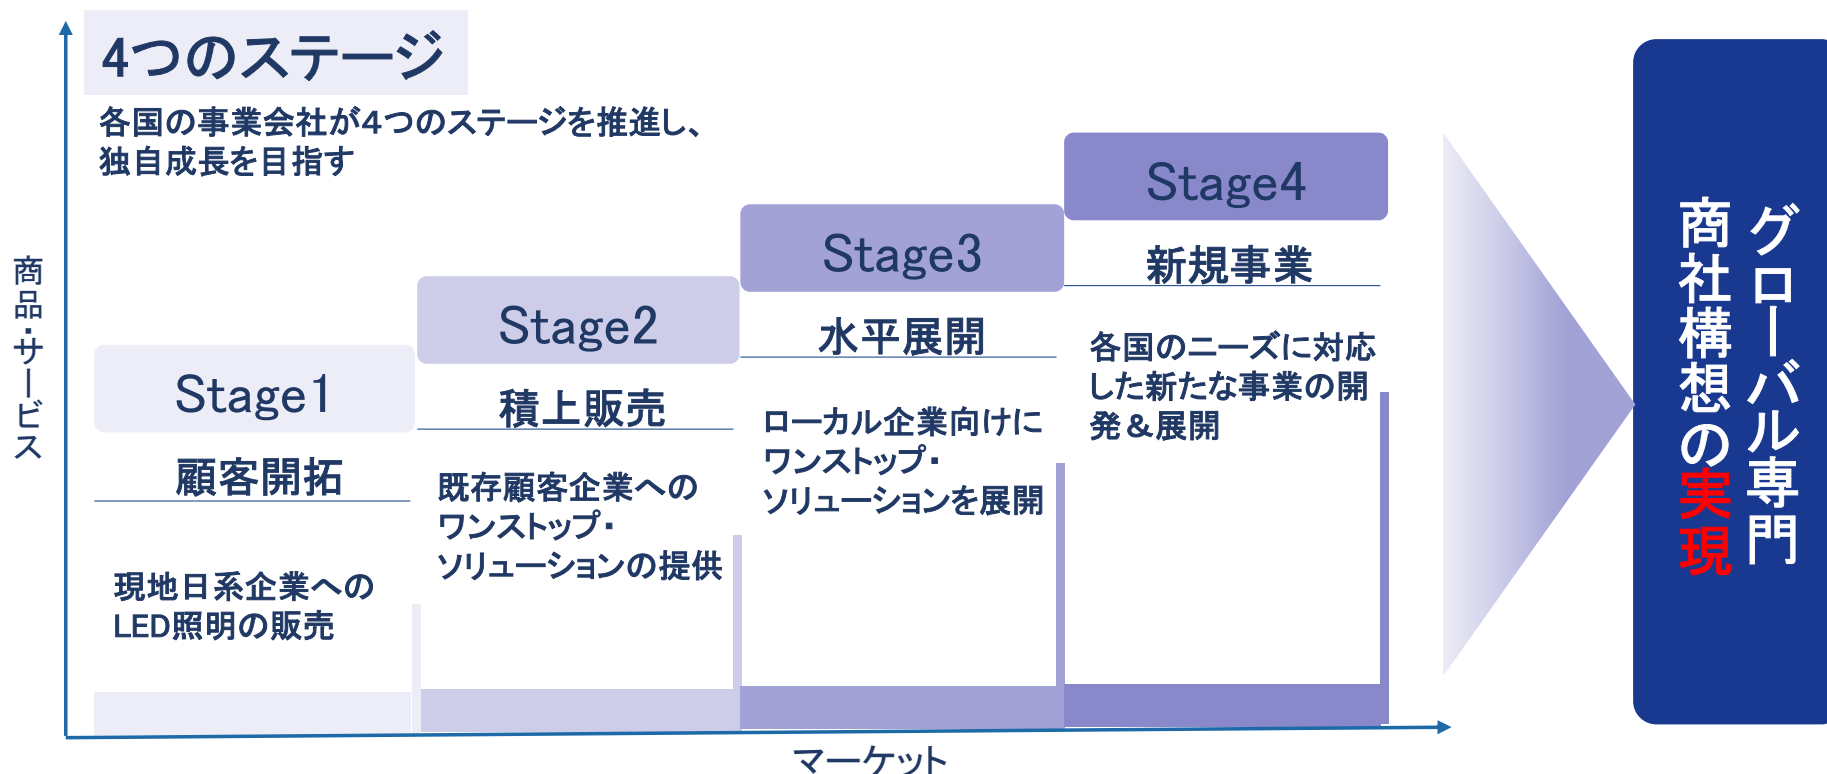 4つのステージ
各国の事業会社が4つのステージを推進し、
独自成長を目指す
商品・サービス
Stage1
顧客開拓
現地日系企業への
LED照明の販売
Stage2
積上販売
既存顧客企業への
ワンストップ・
ソリューションの提供
Stage3
水平展開
ローカル企業向けに
ワンストップ・
ソリューションを展開
Stage4
新規事業
各国のニーズに対応
した新たな事業の開
発＆展開
マーケット
グローバル専門
商社構想の実現